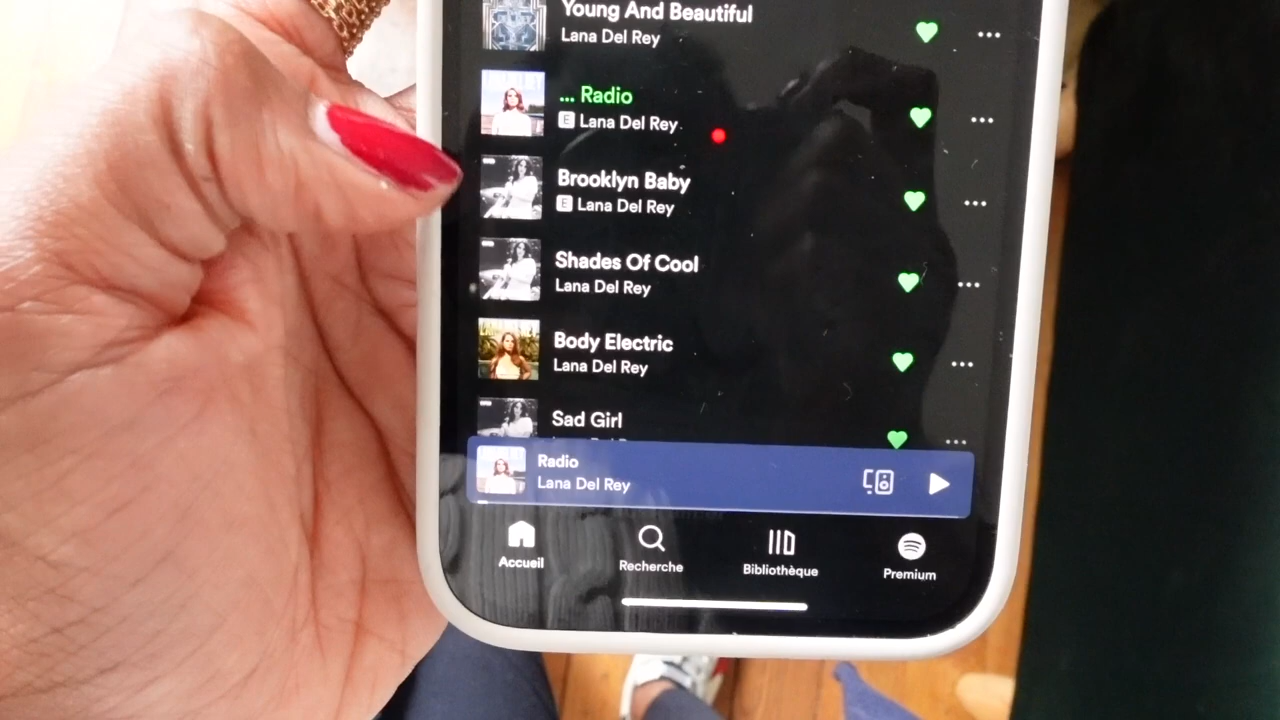 Young And Beautiful
Lana Del Rey
... Radio
E Lana Del Rey
Brooklyn Baby
E Lana Del Rey
Shades Of Cool
Lana Del Rey
Body Electric
Lana Del Rey
Sad Girl
Radio
Lana Del Rey
Accueil
Recherche
Bibliothèque
Premium